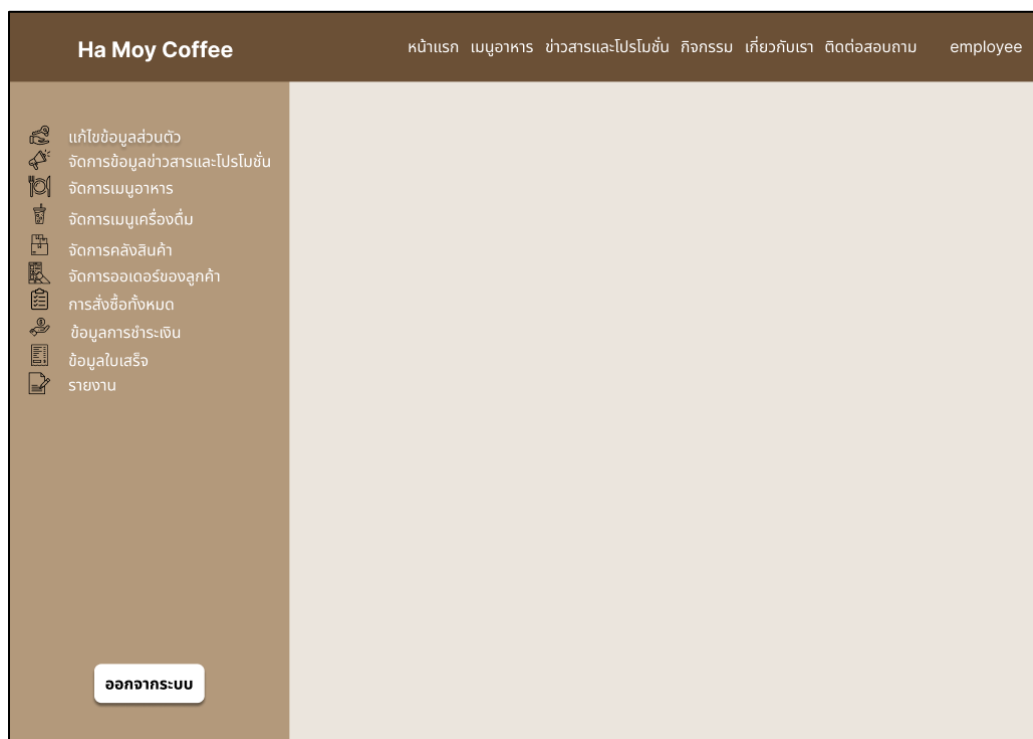 Ha Moy Coffee
หน้าแรก เมนูอาหาร ข่าวสารและโปรโมชั่น กิจกรรม เกี่ยวกับเรา ติดต่อสอบถาม employee
แก้ไขข้อมูลส่วนตัว
จัดการข้อมูลข่าวสารและโปรโมชั่น
จัดการเมนูอาหาร
จัดการเมนูเครื่องดื่ม
จัดการคลังสินค้า
จัดการออเดอร์ของลูกค้า
การสั่งซื้อทั้งหมด
ข้อมูลการชำระเงิน
ข้อมูลใบเสร็จ
รายงาน
ออกจากระบบ